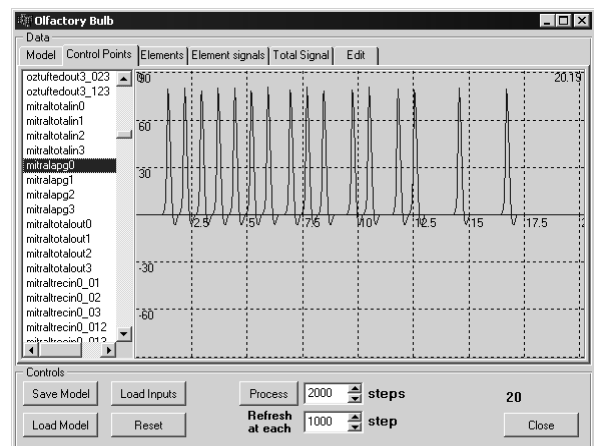 Olfactory Bulb
Data
Model Control Points Elements Element signals Total Signal Edit
oztuftedout3_023
oztuftedout3_123
mitraltotalin0
mitraltotalin1
mitraltotalin2
mitraltotalin3
mitralapg0
mitralapg1
mitralapg2
mitralapg3
mitraltotalout0
mitraltotalout1
mitraltotalout2
mitraltotalout3
mitraltrecin0_01
mitraltrecin0_02
mitraltrecin0_03
mitraltrecin0_012
mitraltrecin0_013
90 20.19
60
30
2.5 5 7.5 10 12.5 15 17.5 2
-30
-60
Controls
Save Model Load Inputs Process 2000 steps 20
Load Model Reset Refresh at each 1000 step Close